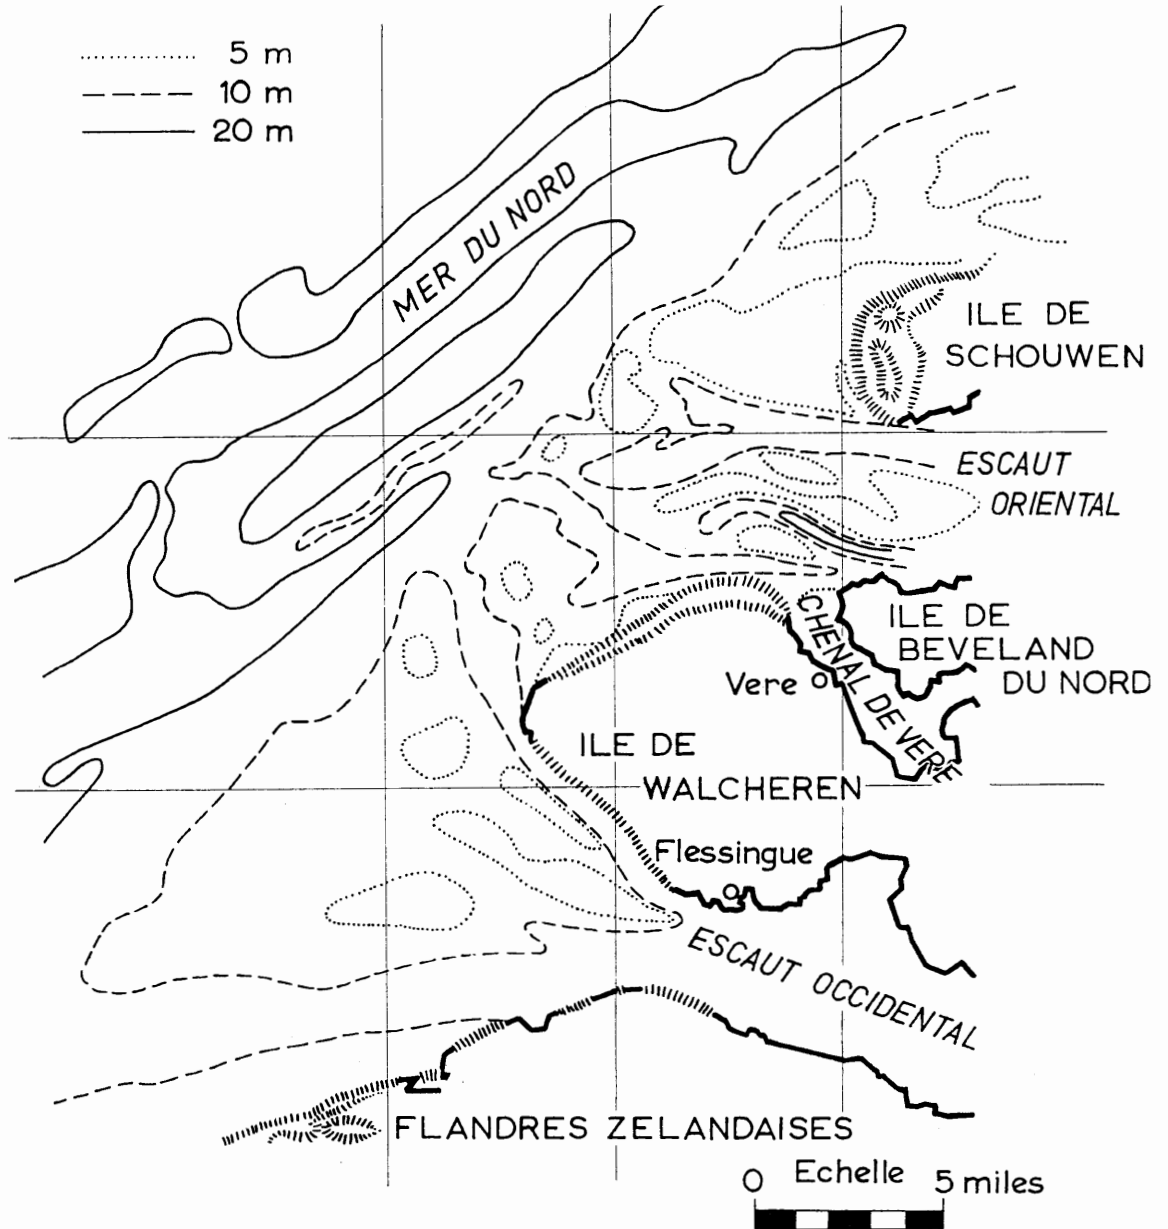 5 m
10 m
20 m
MER DU NORD
ILE DE
SCHOUWEN
ESCAUT
ORIENTAL
CHENAL DE VERE
ILE DE
BEVELAND
DU NORD
Vere
ILE DE
WALCHEREN
Flessingue
ESCAUT OCCIDENTAL
FLANDRES ZELANDAISES
0 Echelle 5 miles